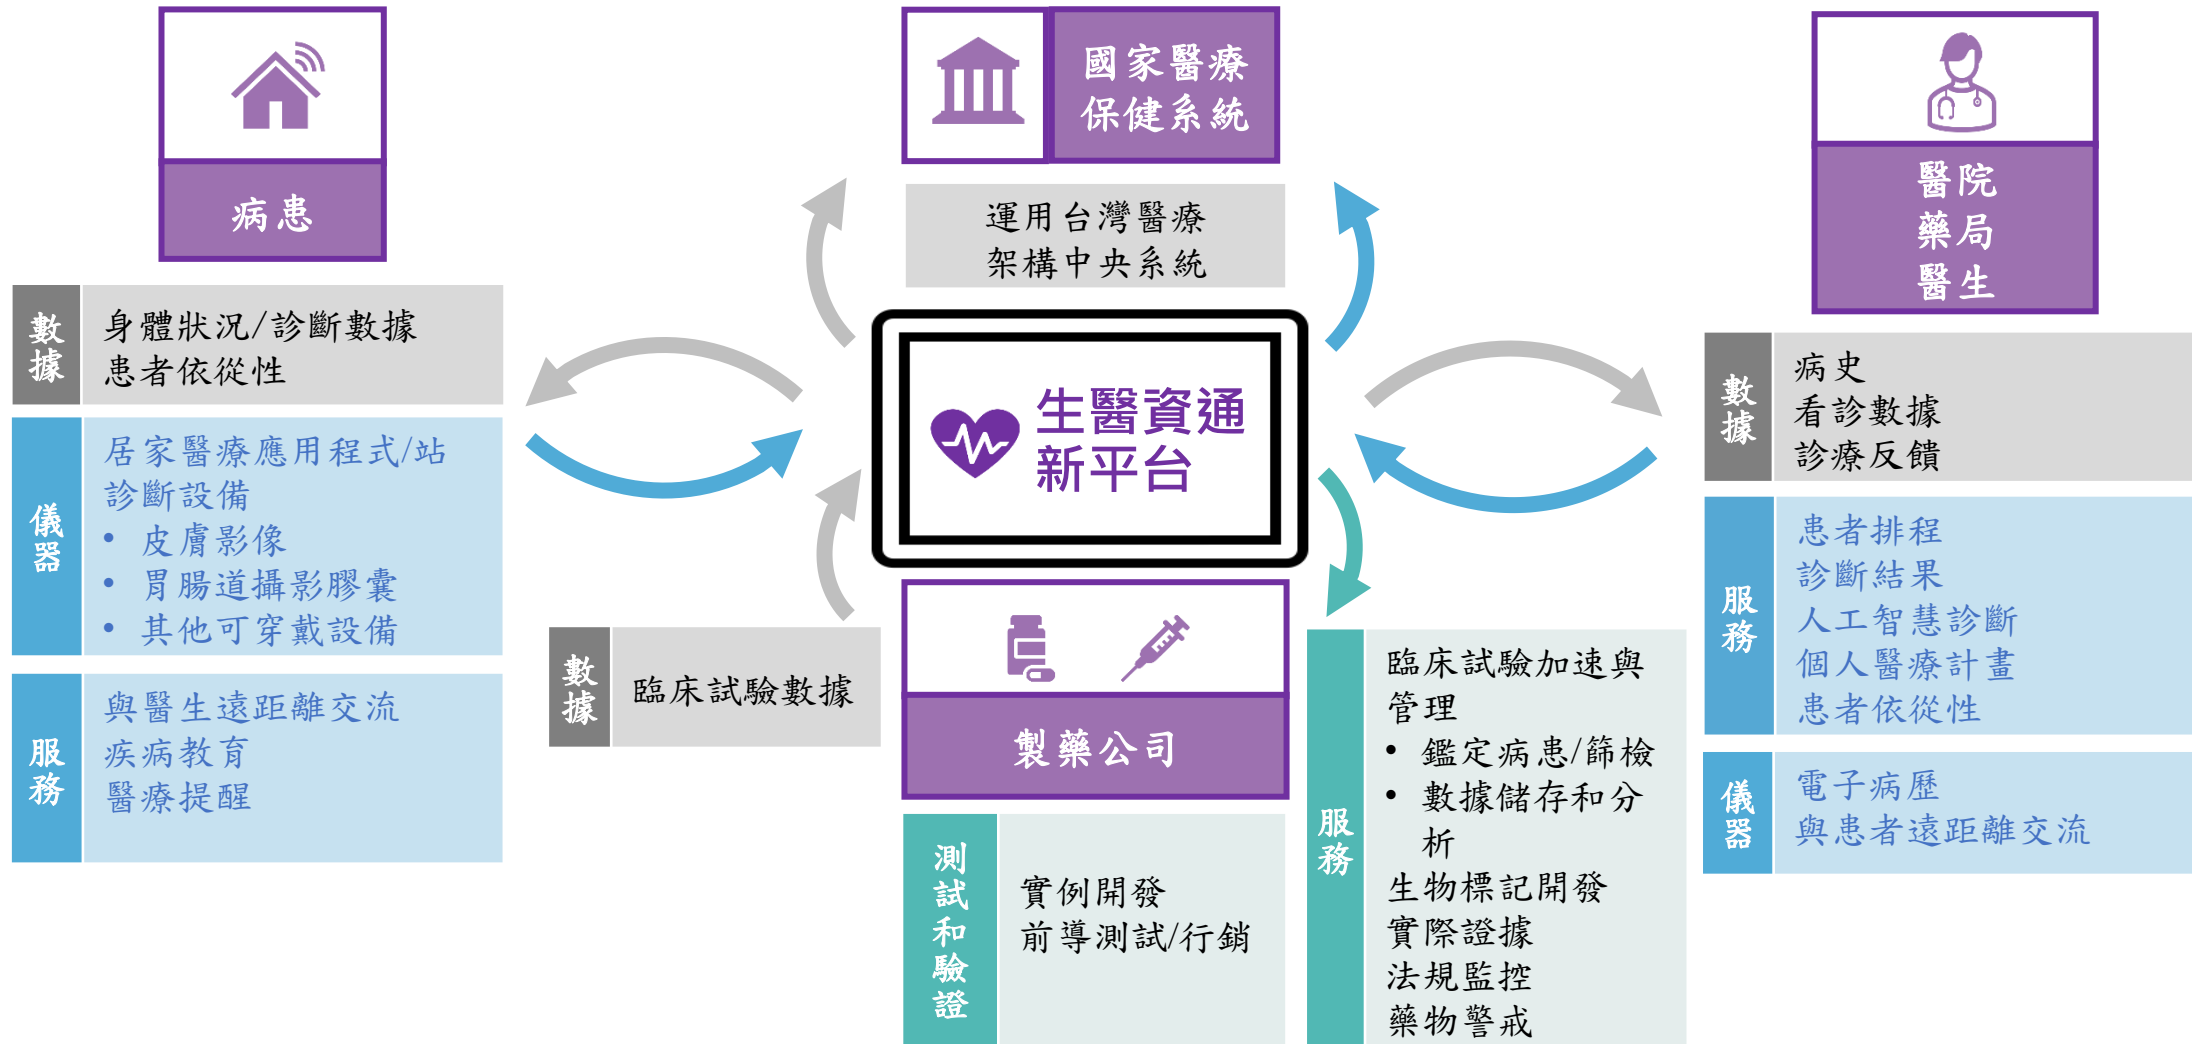 病患
數據
身體狀況/診斷數據
患者依從性
儀器
居家醫療應用程式/站
診斷設備
• 皮膚影像
• 胃腸道攝影膠囊
• 其他可穿戴設備
服務
與醫生遠距離交流
疾病教育
醫療提醒
國家醫療
保健系統
運用台灣醫療
架構中央系統
生醫資通
新平台
數據
臨床試驗數據
製藥公司
測試和驗證
實例開發
前導測試/行銷
服務
臨床試驗加速與
管理
• 鑑定病患/篩檢
• 數據儲存和分
析
生物標記開發
實際證據
法規監控
藥物警戒
醫院
藥局
醫生
數據
病史
看診數據
診療反饋
服務
患者排程
診斷結果
人工智慧診斷
個人醫療計畫
患者依從性
儀器
電子病歷
與患者遠距離交流